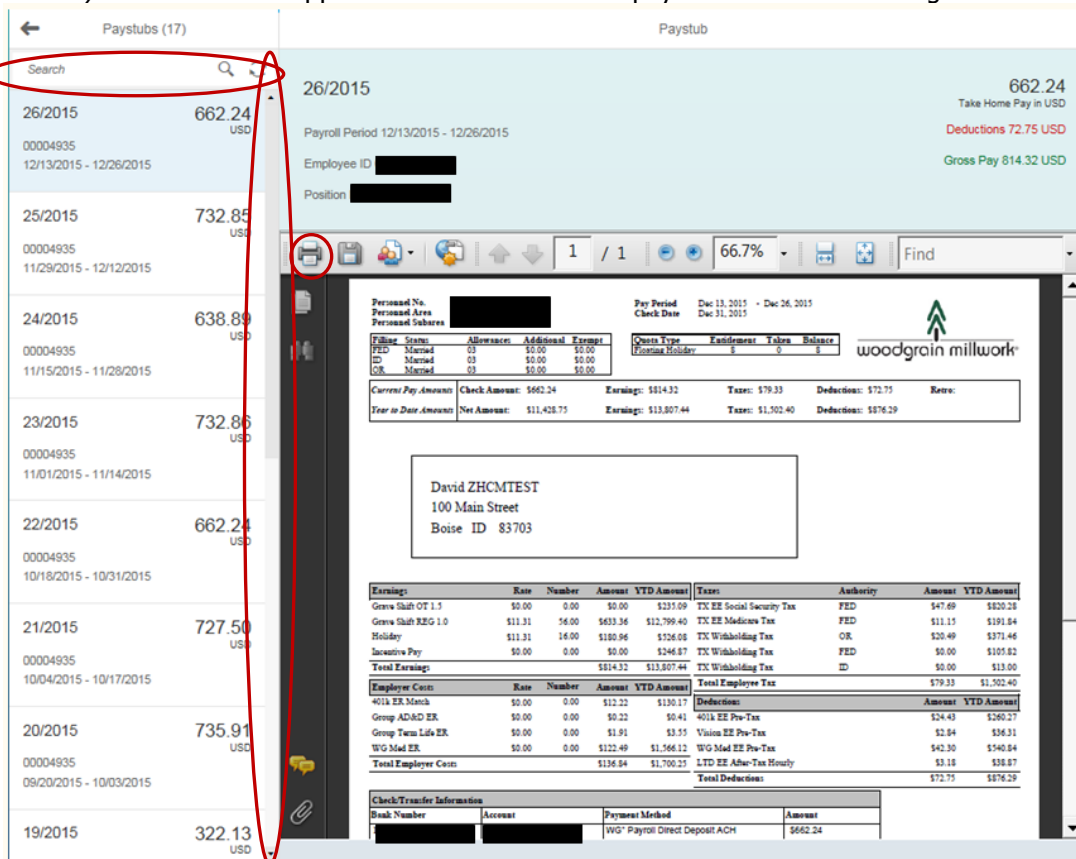 Paystubs (17)
Paystub
Search
26/2015
662.24
USD
00004935
12/13/2015 - 12/26/2015
25/2015
732.85
USD
00004935
11/29/2015 - 12/12/2015
24/2015
638.89
USD
00004935
11/15/2015 - 11/28/2015
23/2015
732.86
USD
00004935
11/01/2015 - 11/14/2015
22/2015
662.24
USD
00004935
10/18/2015 - 10/31/2015
21/2015
727.50
USD
00004935
10/04/2015 - 10/17/2015
20/2015
735.91
USD
00004935
09/20/2015 - 10/03/2015
19/2015
322.13
USD
26/2015
662.24
Take Home Pay in USD
Payroll Period 12/13/2015 - 12/26/2015
Deductions 72.75 USD
Employee ID
Gross Pay 814.32 USD
Position
1 / 1 66.7% Find
Personnel No. Pay Period Dec 13, 2015 - Dec 26, 2015
Personnel Area Check Date Dec 31, 2015
Personnel Subarea
woodgrain millwork
Filling Status Allowances Additional Exempt
FED Married 03 $0.00 $0.00
ID Married 03 $0.00 $0.00
OR Married 03 $0.00 $0.00
Quota Type Entitlement Taken Balance
Floating Holiday 8 0 8
Current Pay Amounts Check Amount: $662.24 Earnings: $814.32 Taxes: $79.33 Deductions: $72.75 Retro:
Year to Date Amounts Net Amount: $11,428.75 Earnings: $13,807.44 Taxes: $1,502.40 Deductions: $876.29
David ZHCMTEST
100 Main Street
Boise ID 83703
Earnings Rate Number Amount YTD Amount
Grave Shift OT 1.5 $0.00 0.00 $0.00 $235.09
Grave Shift REG 1.0 $11.31 56.00 $633.36 $12,799.40
Holiday $11.31 16.00 $180.96 $526.08
Incentive Pay $0.00 0.00 $0.00 $246.87
Total Earnings $814.32 $13,807.44
Taxes Authority Amount YTD Amount
TX EE Social Security Tax FED $47.69 $820.28
TX EE Medicare Tax FED $11.15 $191.84
TX Withholding Tax OR $20.49 $371.46
TX Withholding Tax FED $0.00 $105.82
TX Withholding Tax ID $0.00 $13.00
Total Employee Tax $79.33 $1,502.40
Employer Costs Rate Number Amount YTD Amount
401k ER Match $0.00 0.00 $12.22 $130.17
Group AD&D ER $0.00 0.00 $0.22 $0.41
Group Term Life ER $0.00 0.00 $1.91 $3.55
WG Med ER $0.00 0.00 $122.49 $1,566.12
Total Employer Costs $136.84 $1,700.25
Deductions Amount YTD Amount
401k EE Pre-Tax $24.43 $260.27
Vision EE Pre-Tax $2.84 $36.31
WG Med EE Pre-Tax $42.30 $540.84
LTD EE After-Tax Hourly $3.18 $38.87
Total Deductions $72.75 $876.29
Check/Transfer Information
Bank Number Account Payment Method Amount
WG* Payroll Direct Deposit ACH $662.24